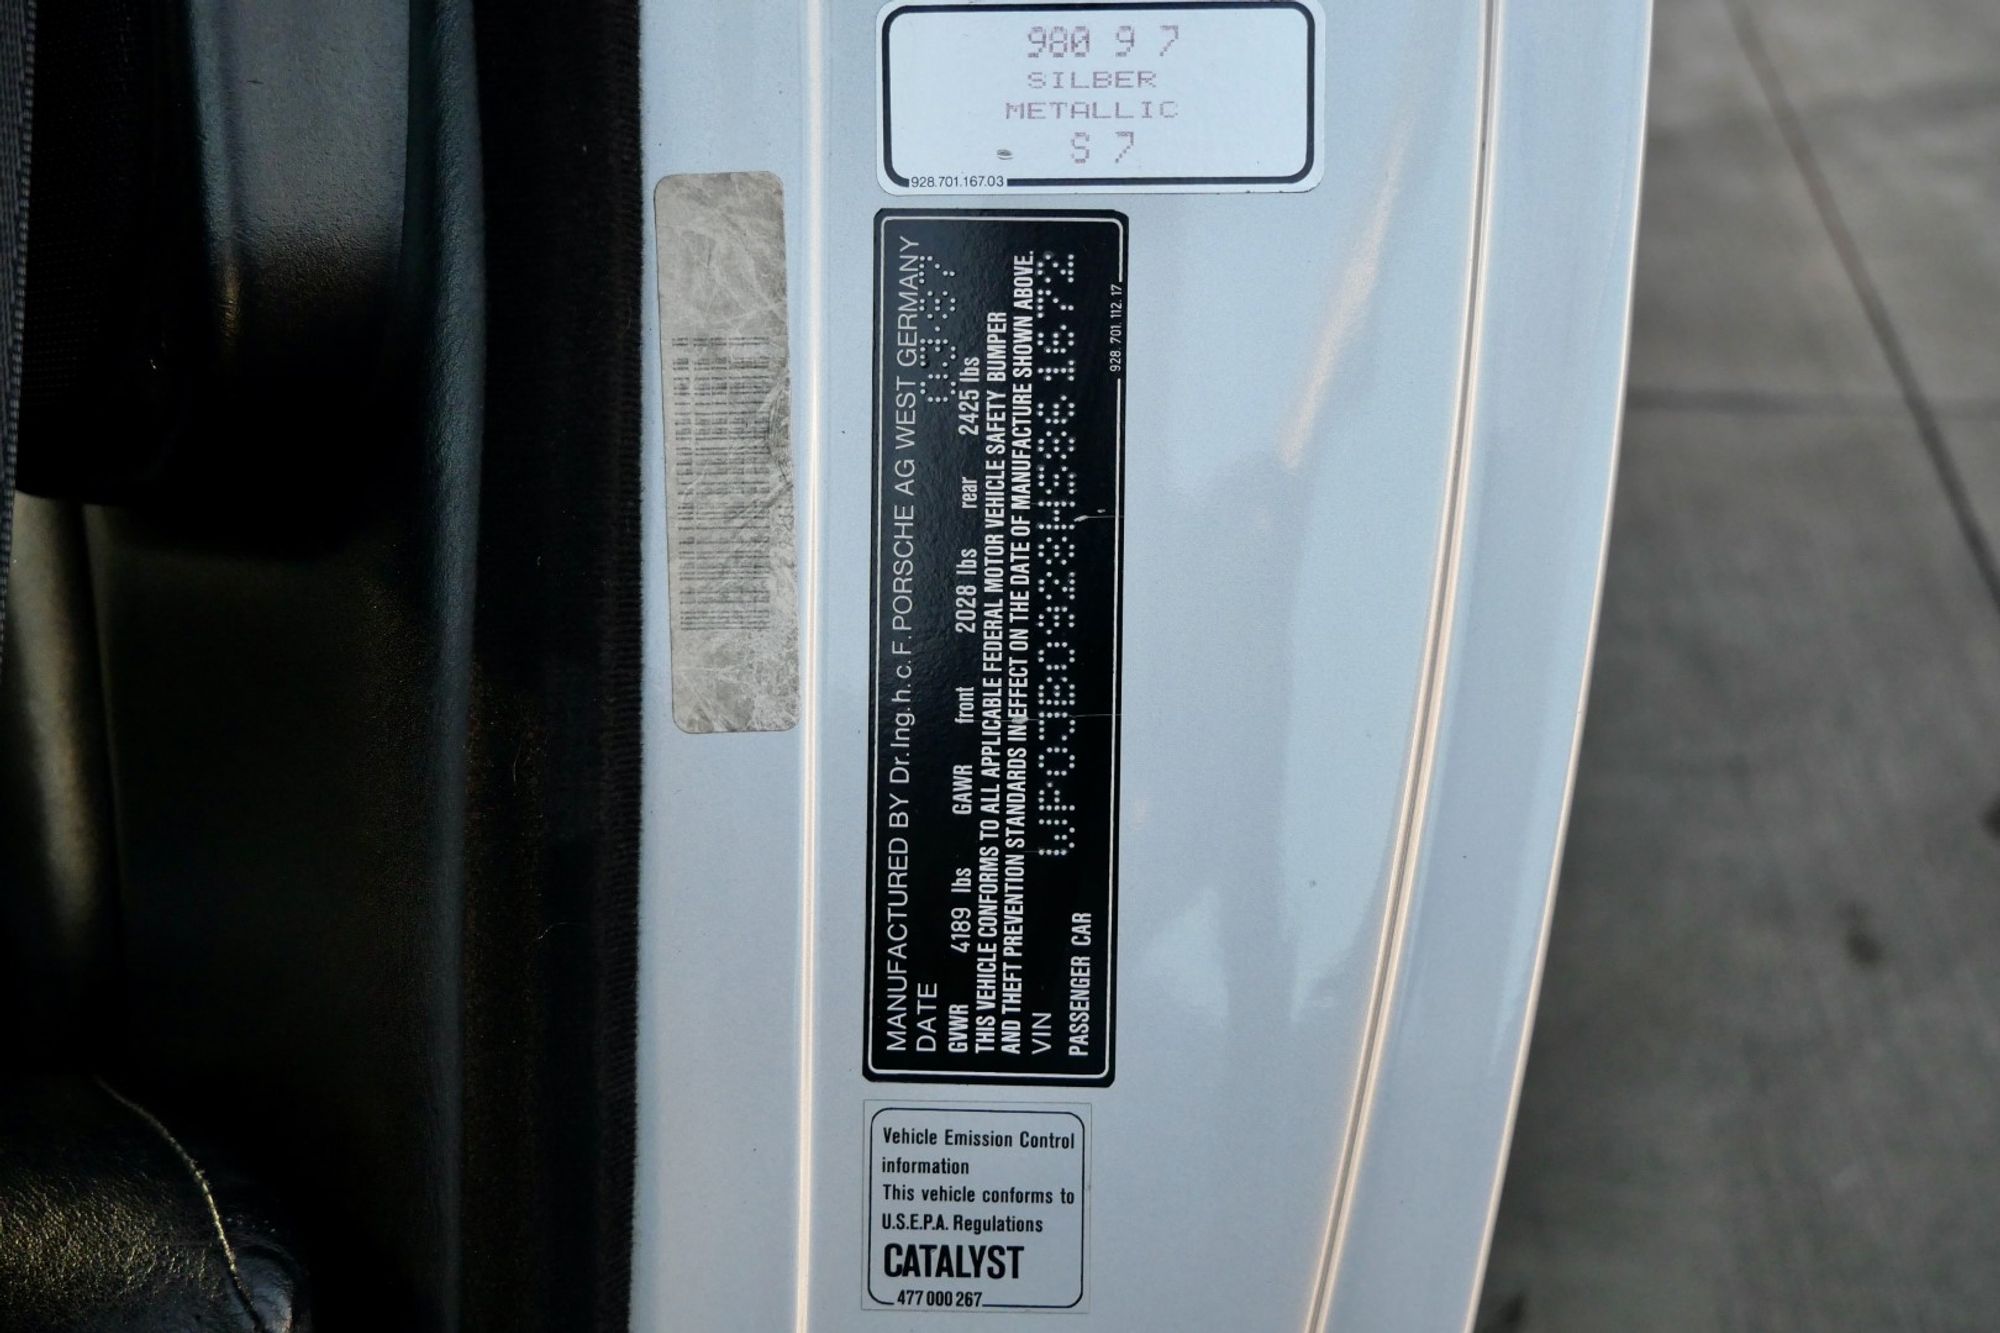 980 9 7
SILBER
METALLIC
S 7
928.701.167.03
MANUFACTURED BY Dr.Ing.h.c.F.PORSCHE AG WEST GERMANY
DATE 03/87
GVWR 4189 lbs GAWR front 2028 lbs rear 2425 lbs
THIS VEHICLE CONFORMS TO ALL APPLICABLE FEDERAL MOTOR VEHICLE SAFETY BUMPER
AND THEFT PREVENTION STANDARDS IN EFFECT ON THE DATE OF MANUFACTURE SHOWN ABOVE.
VIN WP0JB0928HS861672
PASSENGER CAR
928.701.112.17
Vehicle Emission Control
information
This vehicle conforms to
U.S.E.P.A. Regulations
CATALYST
477 000 267